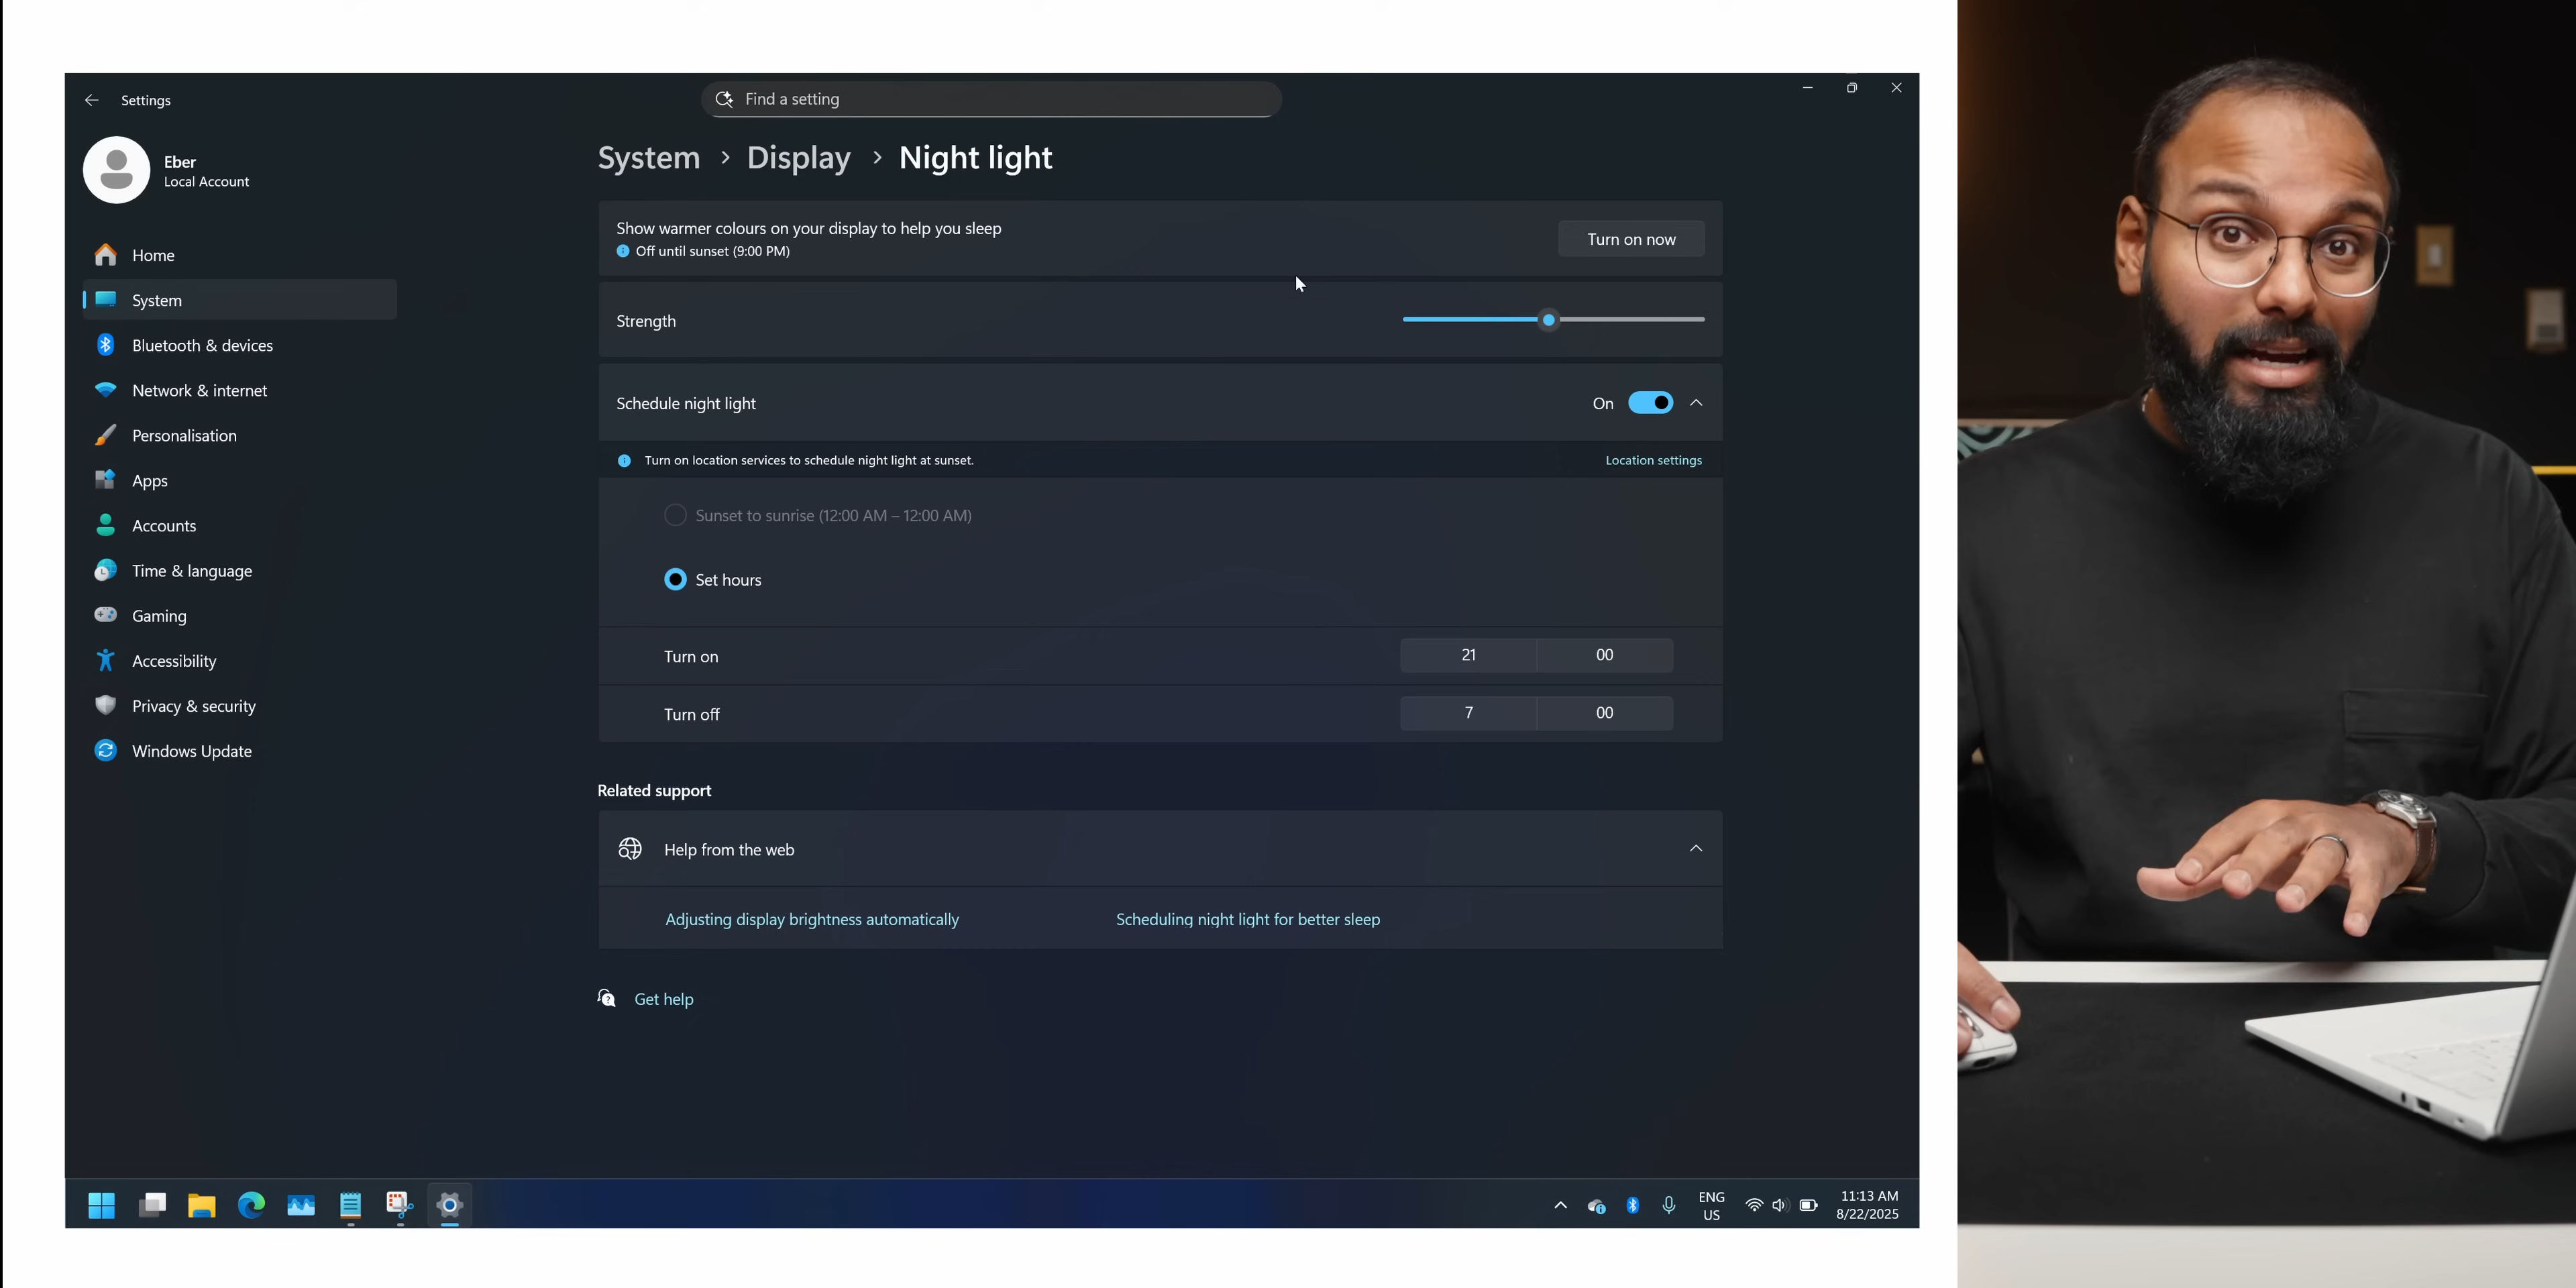 Settings
Find a setting
Eber
Local Account
Home
System
Bluetooth & devices
Network & internet
Personalisation
Apps
Accounts
Time & language
Gaming
Accessibility
Privacy & security
Windows Update
System > Display > Night light
Show warmer colours on your display to help you sleep
Off until sunset (9:00 PM)
Turn on now
Strength
Schedule night light
On
Turn on location services to schedule night light at sunset.
Location settings
Sunset to sunrise (12:00 AM – 12:00 AM)
Set hours
Turn on
21 00
Turn off
7 00
Related support
Help from the web
Adjusting display brightness automatically
Scheduling night light for better sleep
Get help
ENG
US
11:13 AM
8/22/2025